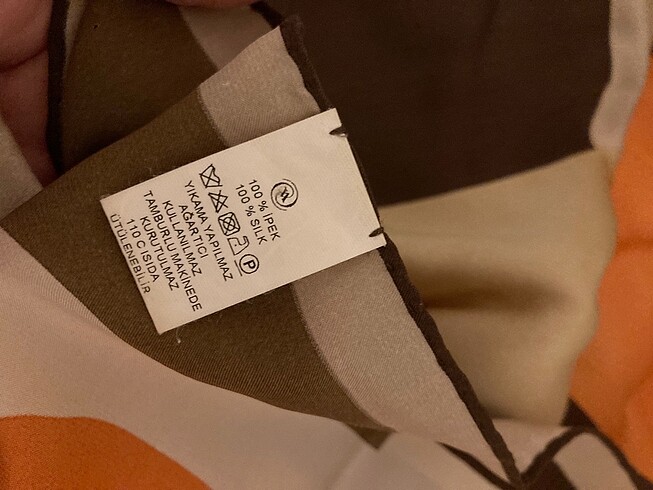 100 % İPEK
100 % SILK
P
YIKAMA YAPILMAZ
AĞARTICI
KULLANILMAZ
TAMBURLU MAKİNEDE
KURUTULMAZ
110 C ISIDA
ÜTÜLENEBİLİR